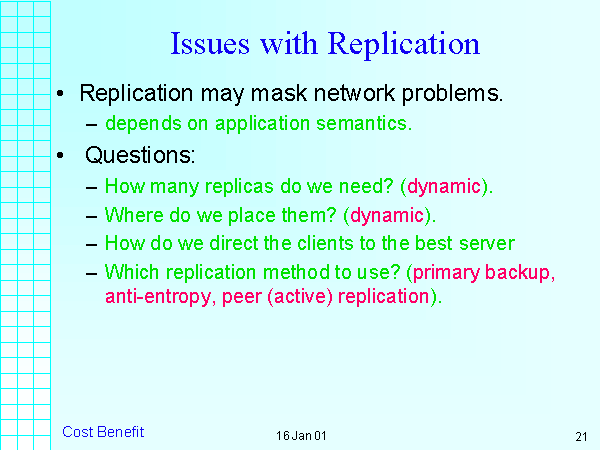 Issues with Replication
• Replication may mask network problems.
– depends on application semantics.
• Questions:
– How many replicas do we need? (dynamic).
– Where do we place them? (dynamic).
– How do we direct the clients to the best server
– Which replication method to use? (primary backup,
anti-entropy, peer (active) replication).
Cost Benefit
16 Jan 01
21